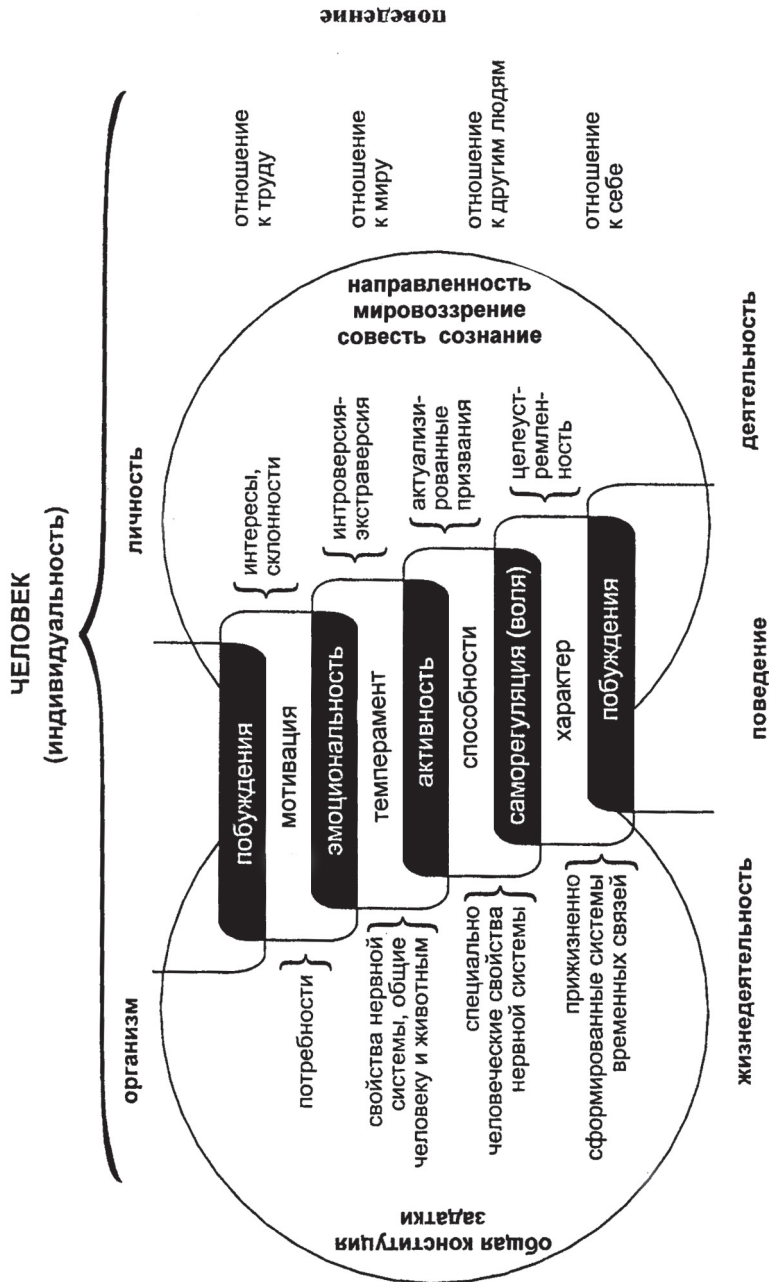 ЧЕЛОВЕК
(индивидуальность)
организм
личность
общая конституция
задатки
потребности
свойства нервной
системы, общие
человеку и животным
специально
человеческие свойства
нервной системы
прижизненно
сформированные системы
временных связей
побуждения
мотивация
эмоциональность
темперамент
активность
способности
саморегуляция (воля)
характер
побуждения
интересы,
склонности
интроверсия-
экстраверсия
актуализи-
рованные
призвания
целеуст-
ремлен-
ность
направленность
мировоззрение
совесть сознание
отношение
к труду
отношение
к миру
отношение
к другим людям
отношение
к себе
поведение
жизнедеятельность
поведение
деятельность